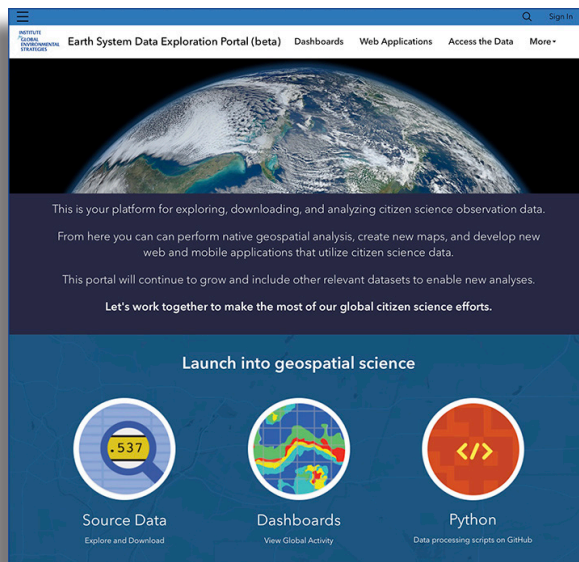 Sign In
INSTITUTE
for GLOBAL
ENVIRONMENTAL
STRATEGIES
Earth System Data Exploration Portal (beta) Dashboards Web Applications Access the Data More
This is your platform for exploring, downloading, and analyzing citizen science observation data.
From here you can can perform native geospatial analysis, create new maps, and develop new
web and mobile applications that utilize citizen science data.
This portal will continue to grow and include other relevant datasets to enable new analyses.
Let's work together to make the most of our global citizen science efforts.
Launch into geospatial science
.537
</>
Source Data Dashboards Python
Explore and Download View Global Activity Data processing scripts on GitHub